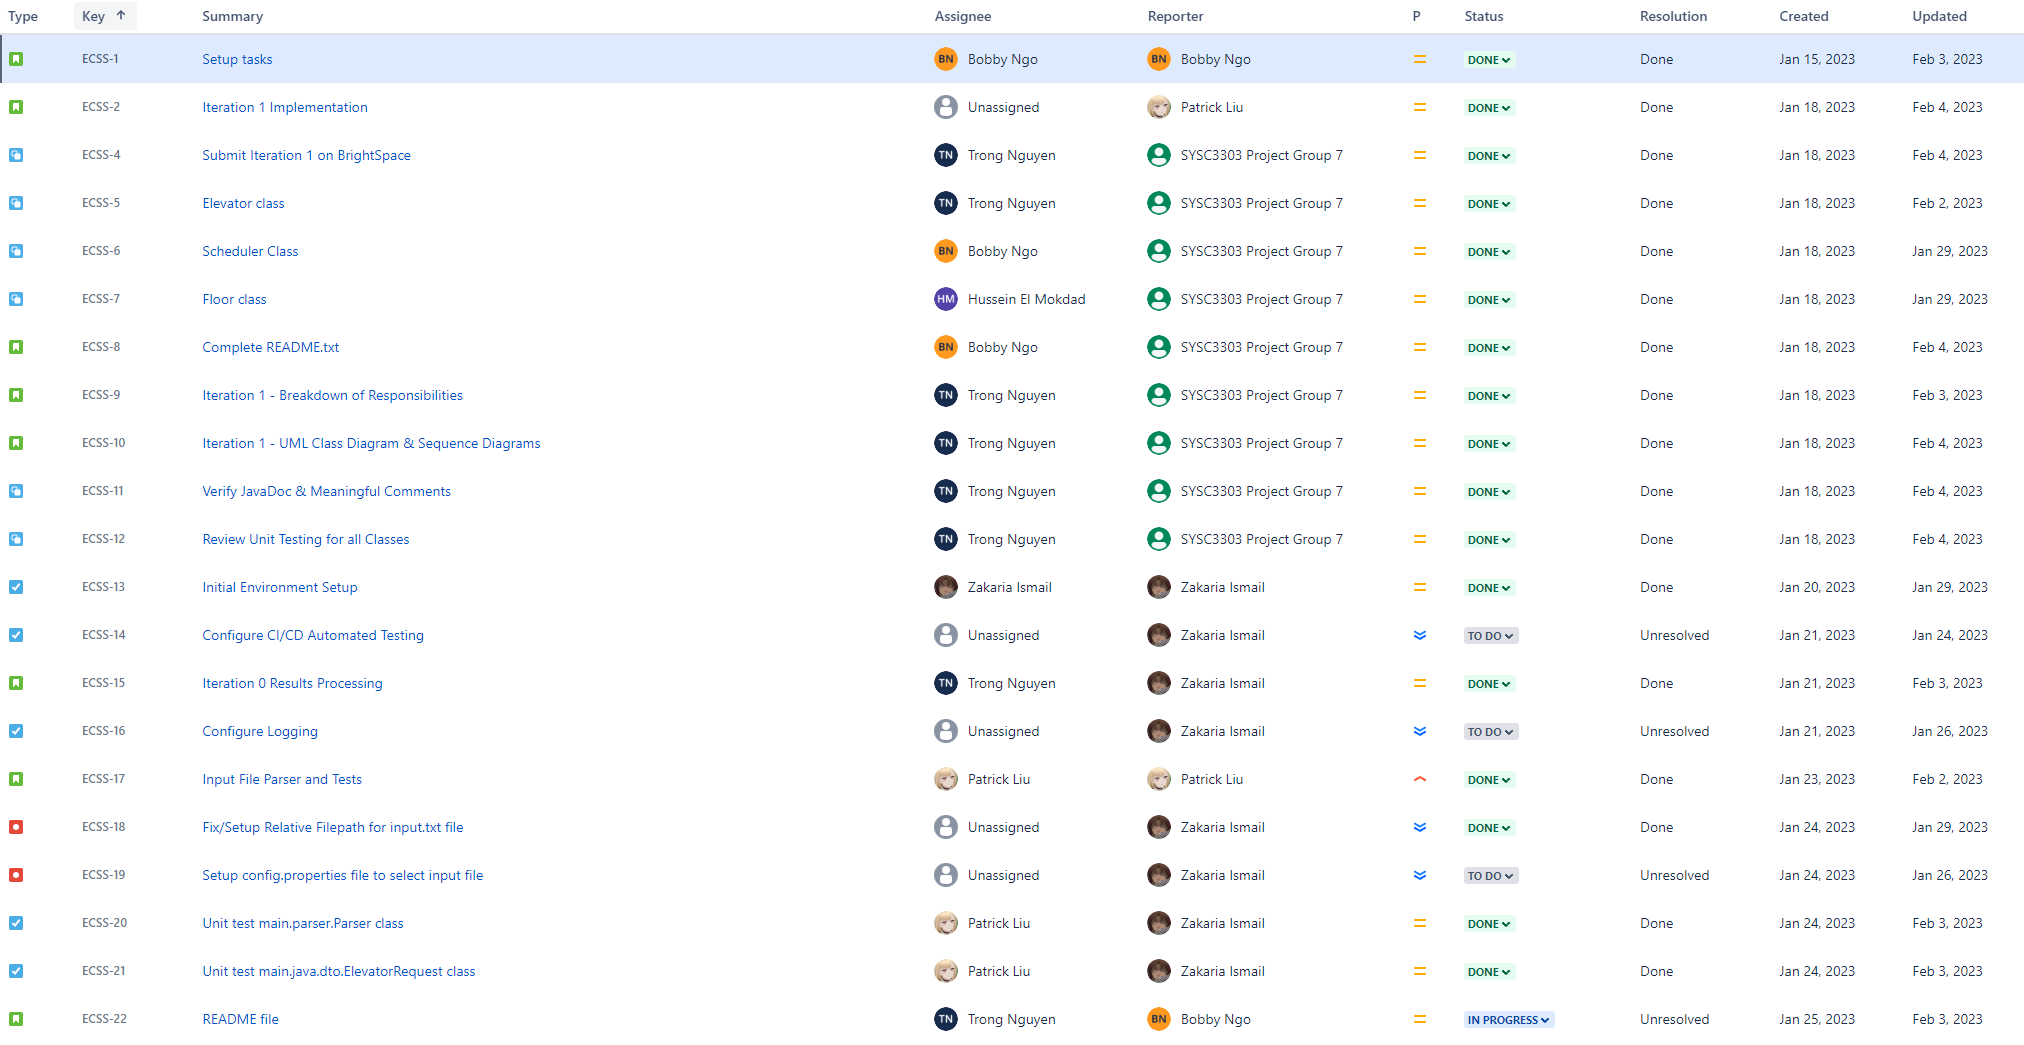 Type Key Summary Assignee Reporter P Status Resolution Created Updated
ECSS-1 Setup tasks BN Bobby Ngo BN Bobby Ngo DONE Done Jan 15, 2023 Feb 3, 2023
ECSS-2 Iteration 1 Implementation Unassigned Patrick Liu DONE Done Jan 18, 2023 Feb 4, 2023
ECSS-4 Submit Iteration 1 on BrightSpace TN Trong Nguyen SYSC3303 Project Group 7 DONE Done Jan 18, 2023 Feb 4, 2023
ECSS-5 Elevator class TN Trong Nguyen SYSC3303 Project Group 7 DONE Done Jan 18, 2023 Feb 2, 2023
ECSS-6 Scheduler Class BN Bobby Ngo SYSC3303 Project Group 7 DONE Done Jan 18, 2023 Jan 29, 2023
ECSS-7 Floor class HM Hussein El Mokdad SYSC3303 Project Group 7 DONE Done Jan 18, 2023 Jan 29, 2023
ECSS-8 Complete README.txt BN Bobby Ngo SYSC3303 Project Group 7 DONE Done Jan 18, 2023 Feb 4, 2023
ECSS-9 Iteration 1 - Breakdown of Responsibilities TN Trong Nguyen SYSC3303 Project Group 7 DONE Done Jan 18, 2023 Feb 3, 2023
ECSS-10 Iteration 1 - UML Class Diagram & Sequence Diagrams TN Trong Nguyen SYSC3303 Project Group 7 DONE Done Jan 18, 2023 Feb 4, 2023
ECSS-11 Verify JavaDoc & Meaningful Comments TN Trong Nguyen SYSC3303 Project Group 7 DONE Done Jan 18, 2023 Feb 4, 2023
ECSS-12 Review Unit Testing for all Classes TN Trong Nguyen SYSC3303 Project Group 7 DONE Done Jan 18, 2023 Feb 4, 2023
ECSS-13 Initial Environment Setup Zakaria Ismail Zakaria Ismail DONE Done Jan 20, 2023 Jan 29, 2023
ECSS-14 Configure CI/CD Automated Testing Unassigned Zakaria Ismail TO DO Unresolved Jan 21, 2023 Jan 24, 2023
ECSS-15 Iteration 0 Results Processing TN Trong Nguyen Zakaria Ismail DONE Done Jan 21, 2023 Feb 3, 2023
ECSS-16 Configure Logging Unassigned Zakaria Ismail TO DO Unresolved Jan 21, 2023 Jan 26, 2023
ECSS-17 Input File Parser and Tests Patrick Liu Patrick Liu DONE Done Jan 23, 2023 Feb 2, 2023
ECSS-18 Fix/Setup Relative Filepath for input.txt file Unassigned Zakaria Ismail DONE Done Jan 24, 2023 Jan 29, 2023
ECSS-19 Setup config.properties file to select input file Unassigned Zakaria Ismail TO DO Unresolved Jan 24, 2023 Jan 26, 2023
ECSS-20 Unit test main.parser.Parser class Patrick Liu Zakaria Ismail DONE Done Jan 24, 2023 Feb 3, 2023
ECSS-21 Unit test main.java.dto.ElevatorRequest class Patrick Liu Zakaria Ismail DONE Done Jan 24, 2023 Feb 3, 2023
ECSS-22 README file TN Trong Nguyen BN Bobby Ngo IN PROGRESS Unresolved Jan 25, 2023 Feb 3, 2023